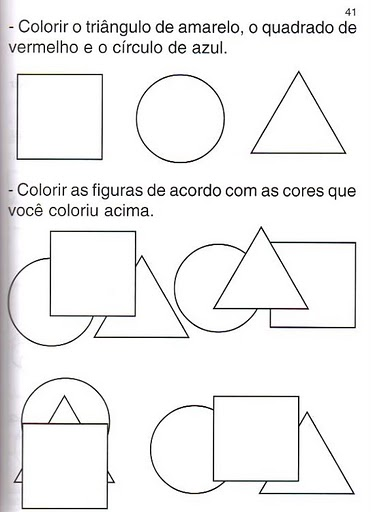 41
- Colorir o triângulo de amarelo, o quadrado de
vermelho e o círculo de azul.
- Colorir as figuras de acordo com as cores que
você coloriu acima.